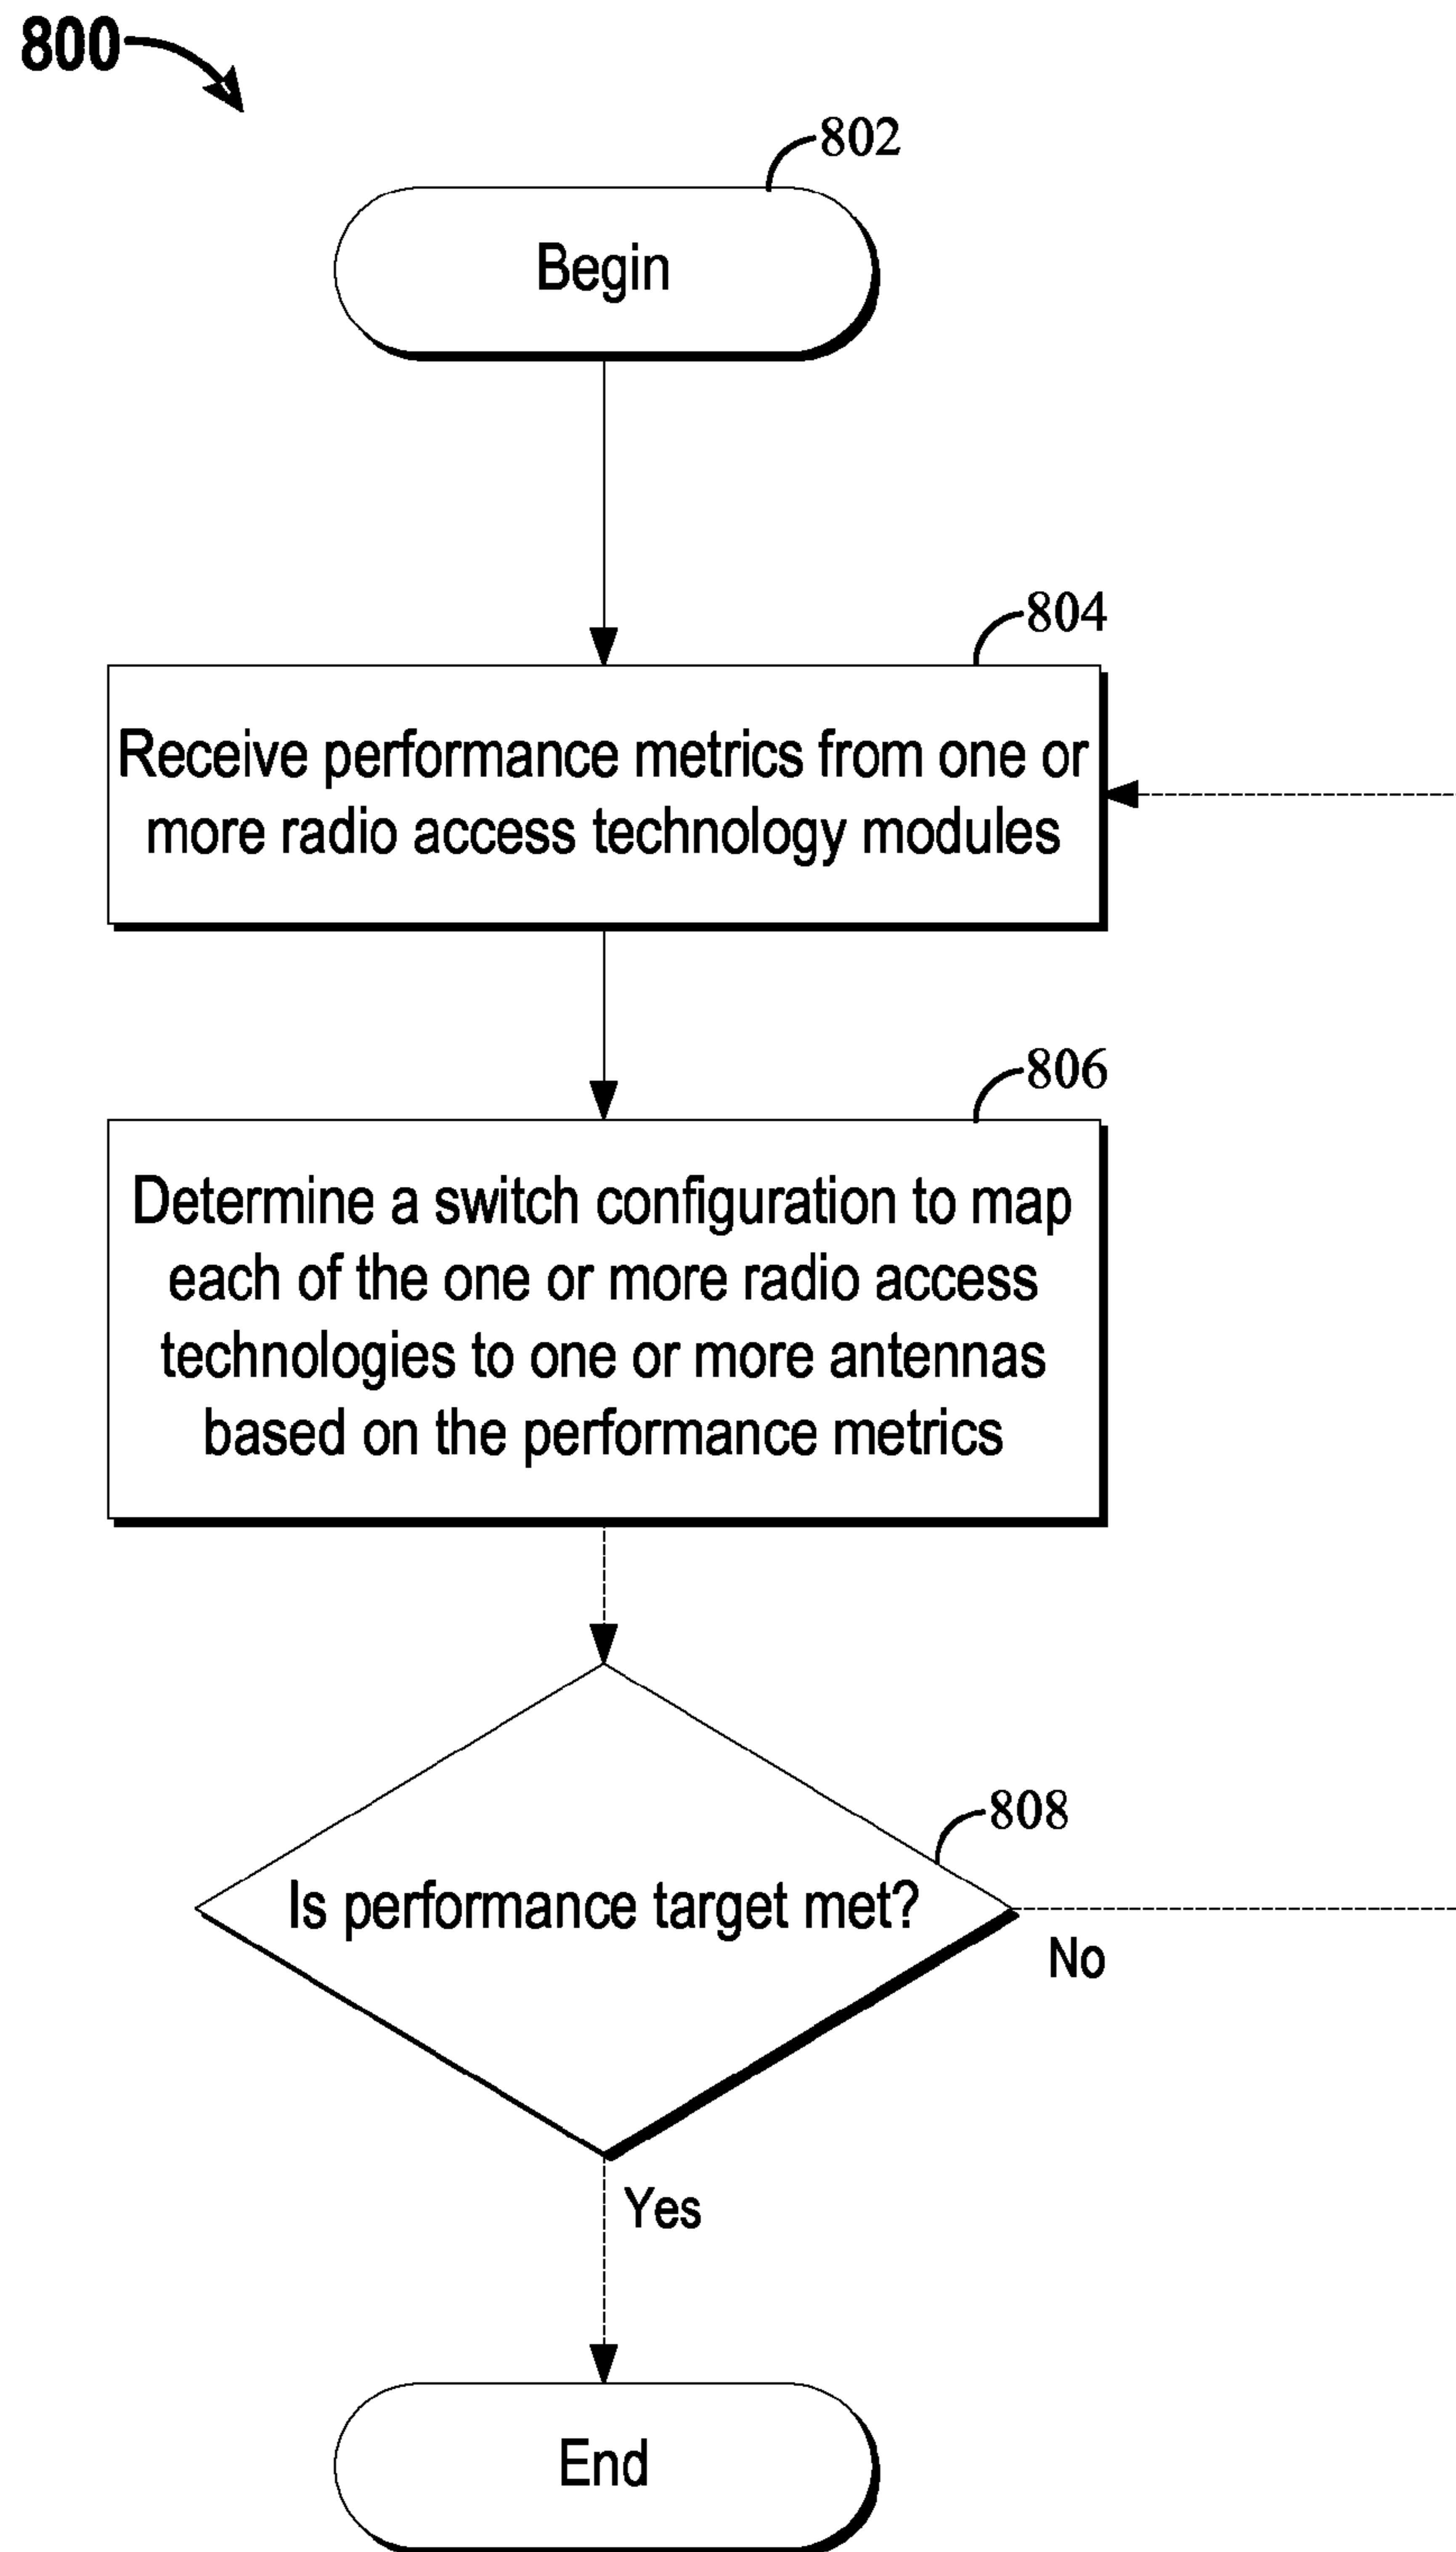 800
802
Begin
804
Receive performance metrics from one or
more radio access technology modules
806
Determine a switch configuration to map
each of the one or more radio access
technologies to one or more antennas
based on the performance metrics
808
Is performance target met?
No
Yes
End